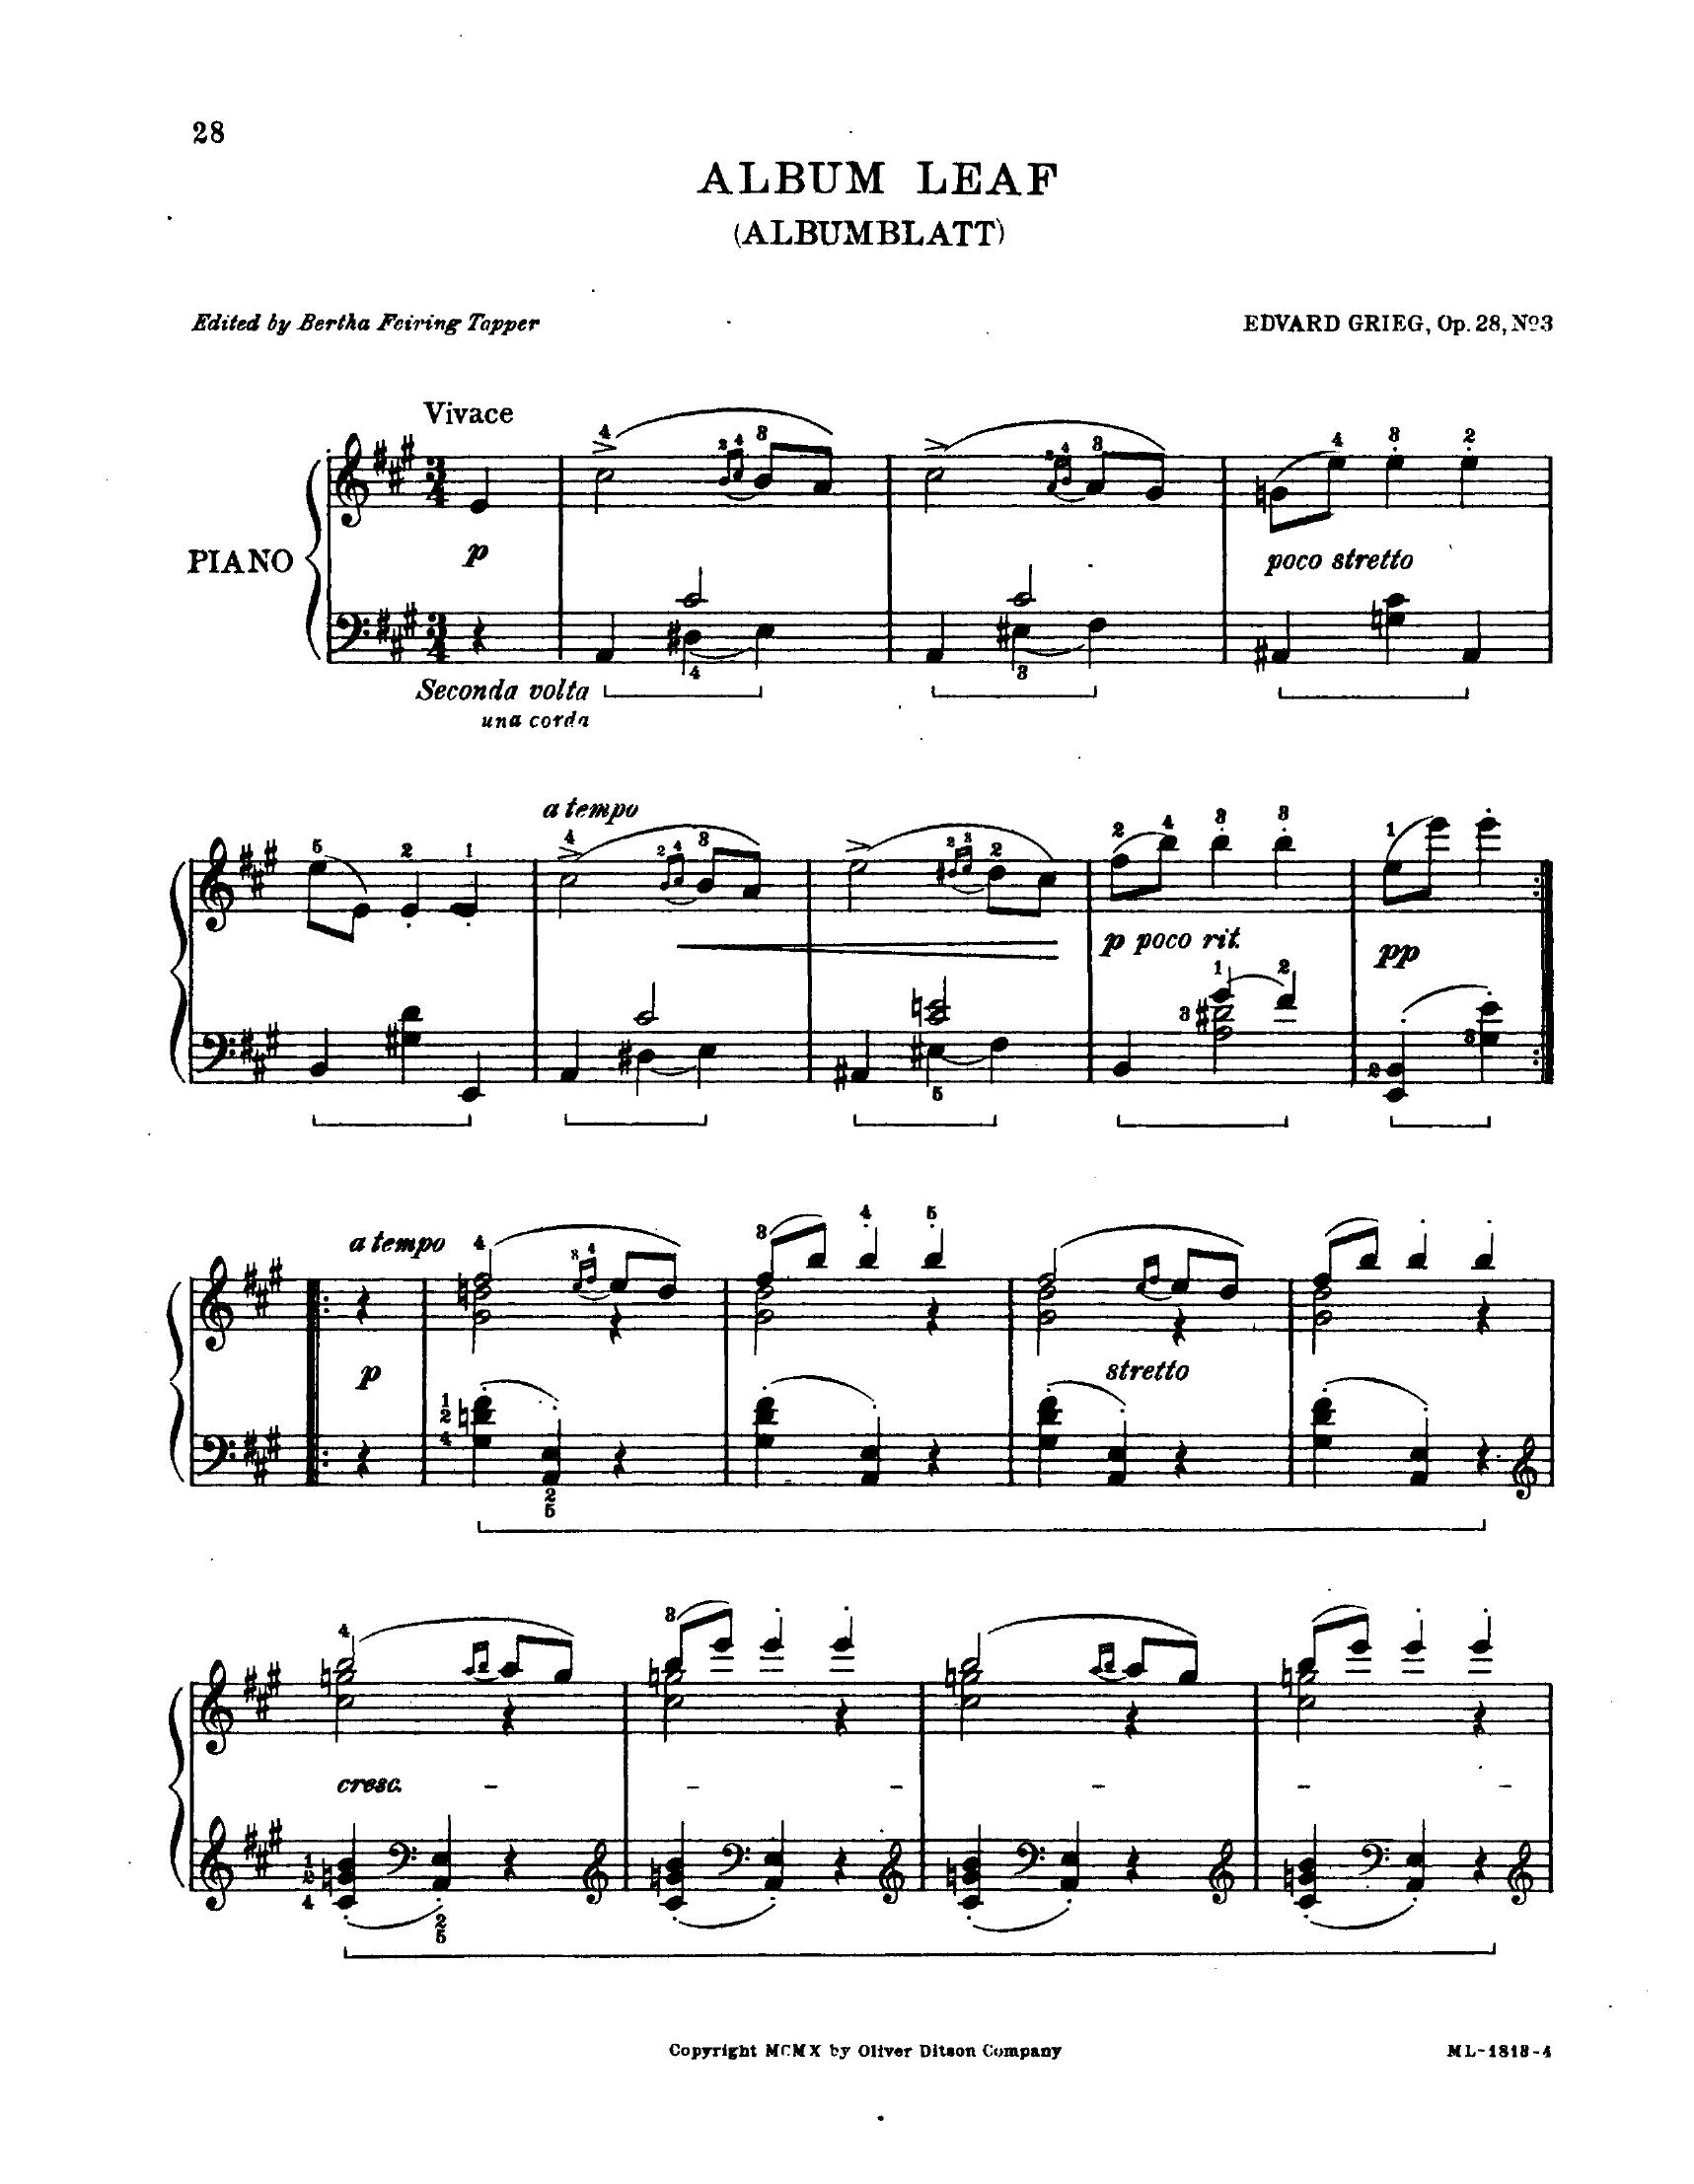 28
ALBUM LEAF
(ALBUMBLATT)
Edited by Bertha Feiring Tapper
EDVARD GRIEG, Op. 28, No 3
Vivace
PIANO
p
poco stretto
Seconda volta
una corda
a tempo
p poco rit.
pp
a tempo
p
stretto
cresc. - - - - - -
Copyright MCMX by Oliver Ditson Company
ML-1818-4